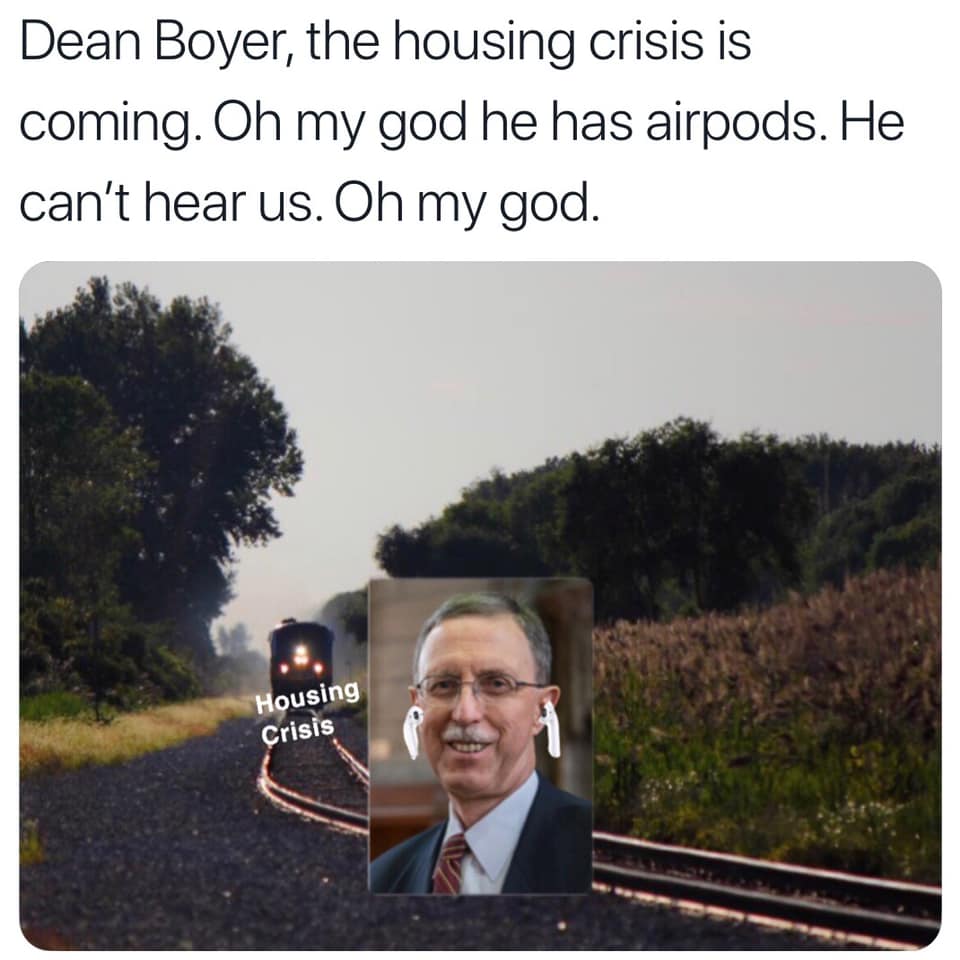 Dean Boyer, the housing crisis is
coming. Oh my god he has airpods. He
can't hear us. Oh my god.
Housing
Crisis